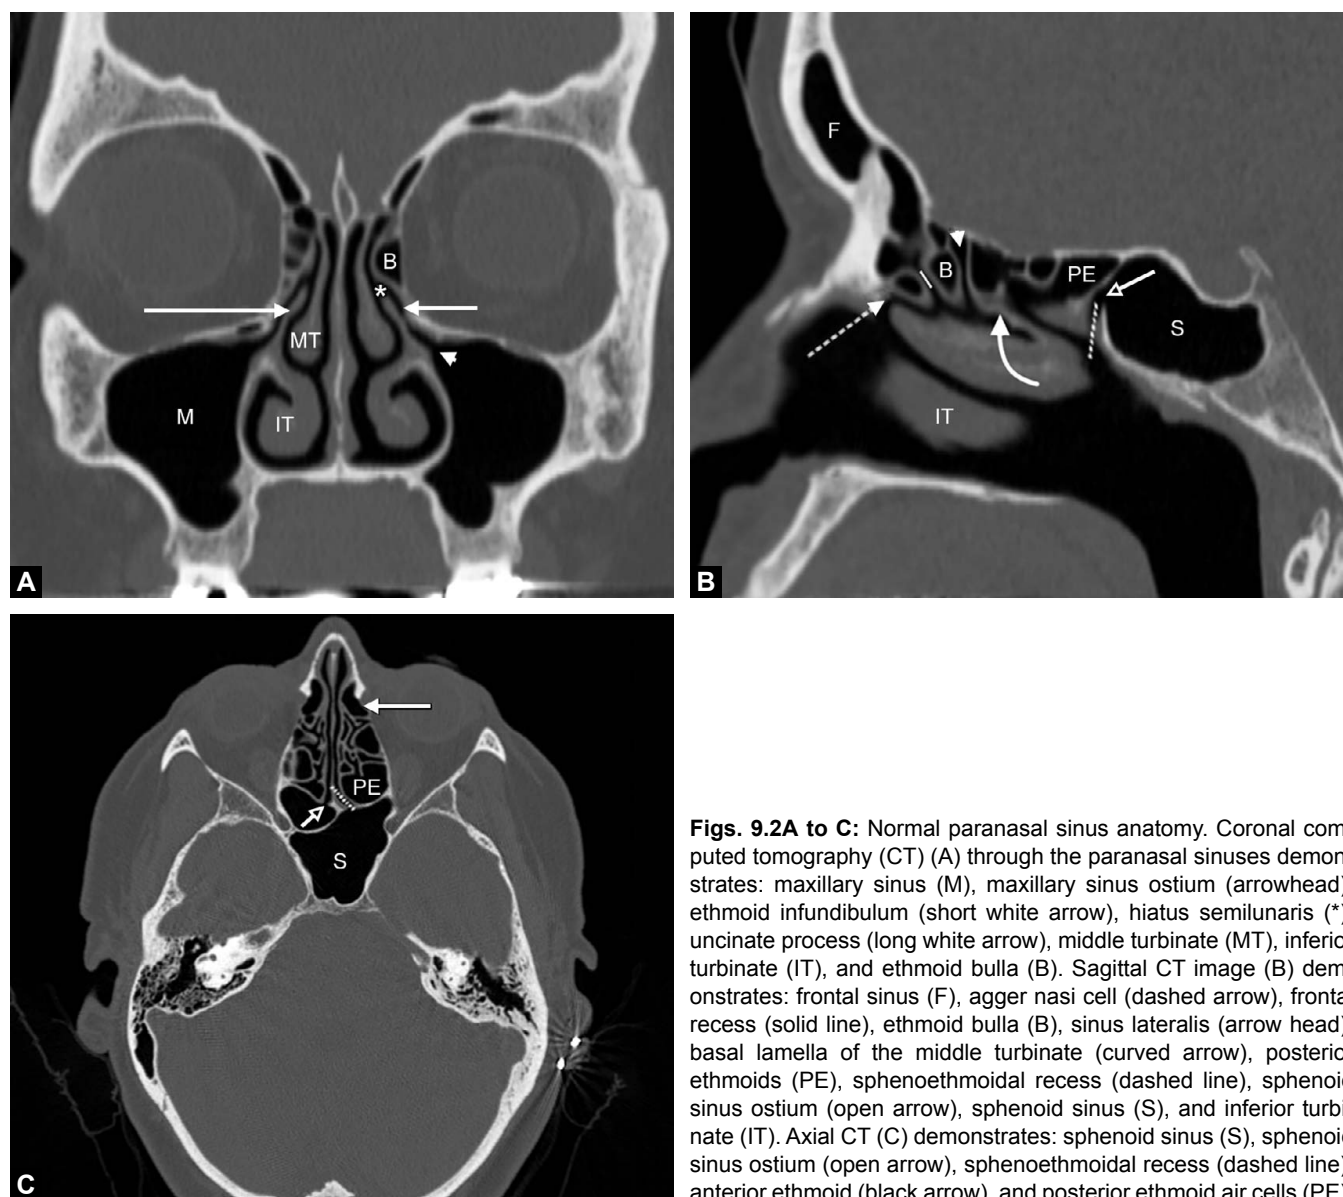 B
*
MT
M
IT
A
F
B
PE
S
IT
B
PE
S
C
Figs. 9.2A to C: Normal paranasal sinus anatomy. Coronal com
puted tomography (CT) (A) through the paranasal sinuses demon
strates: maxillary sinus (M), maxillary sinus ostium (arrowhead)
ethmoid infundibulum (short white arrow), hiatus semilunaris (*)
uncinate process (long white arrow), middle turbinate (MT), inferio
turbinate (IT), and ethmoid bulla (B). Sagittal CT image (B) dem
onstrates: frontal sinus (F), agger nasi cell (dashed arrow), fronta
recess (solid line), ethmoid bulla (B), sinus lateralis (arrow head)
basal lamella of the middle turbinate (curved arrow), posterio
ethmoids (PE), sphenoethmoidal recess (dashed line), sphenoi
sinus ostium (open arrow), sphenoid sinus (S), and inferior turbi
nate (IT). Axial CT (C) demonstrates: sphenoid sinus (S), sphenoi
sinus ostium (open arrow), sphenoethmoidal recess (dashed line)
anterior ethmoid (black arrow), and posterior ethmoid air cells (PE)